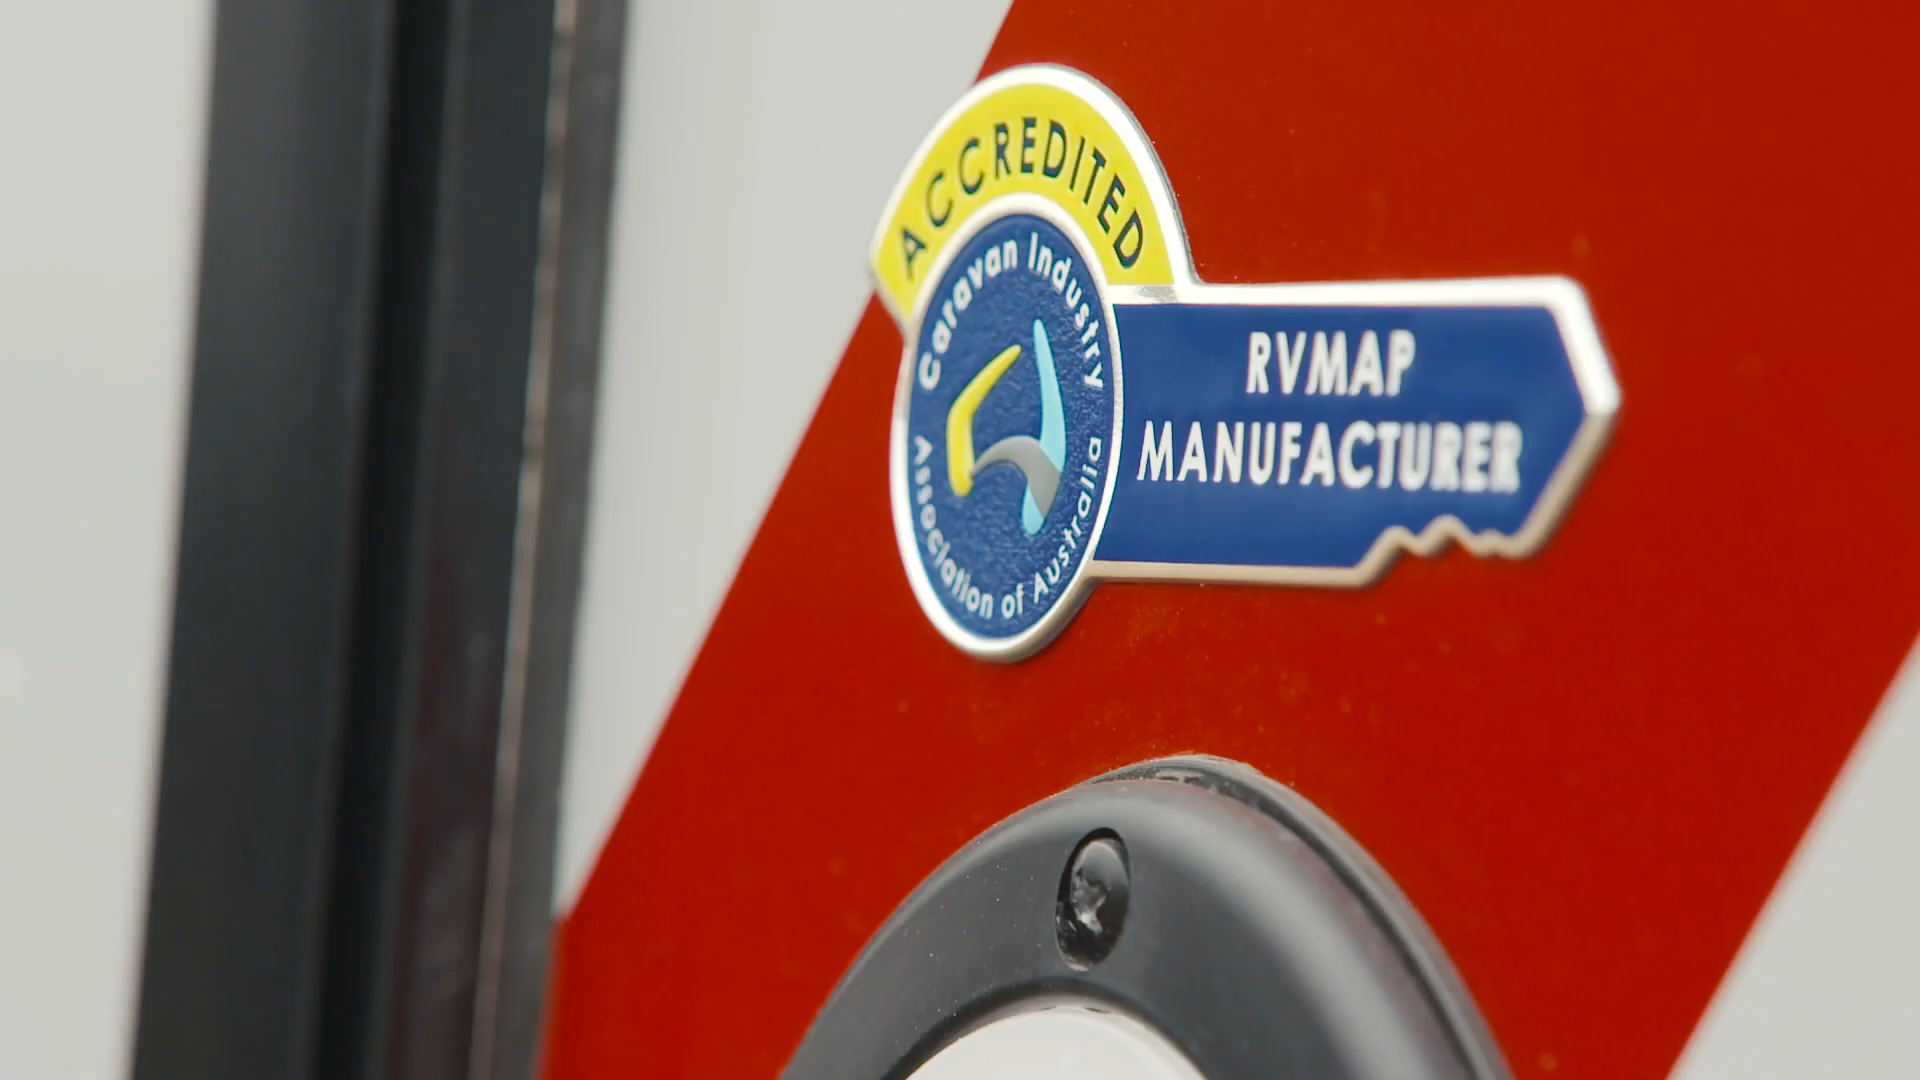 ACCREDITED
Caravan Industry
Association of Australia
RVMAP
MANUFACTURER